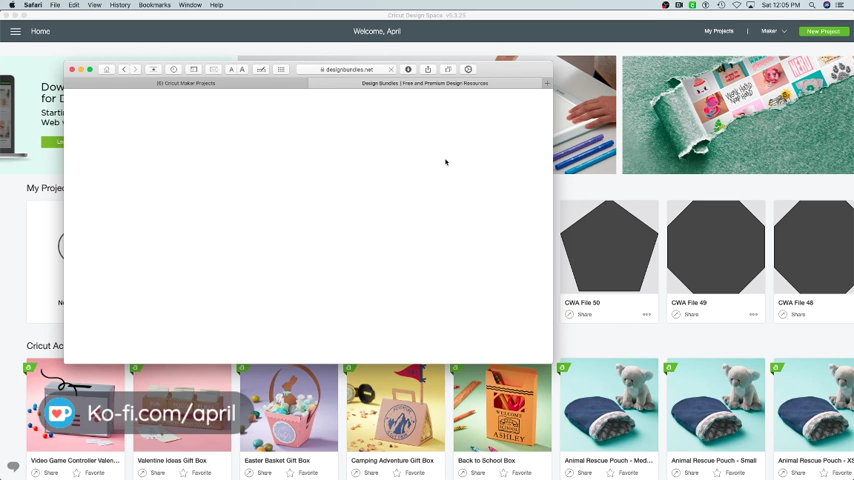 Safari File Edit View History Bookmarks Window Help
Sat 12:05 PM
Cricut Design Space v5.3.25
Home
Welcome, April
My Projects | Maker
New Project
designbundles.net
(6) Cricut Maker Projects
Design Bundles | Free and Premium Design Resources
Dow
for D
Startin
Web v
My Projec
CWA File 50
CWA File 49
CWA File 48
Share
Share
Share
Cricut Ac
WELCOME
ASHLEY
Ko-fi.com/april
Video Game Controller Valen...
Valentine Ideas Gift Box
Easter Basket Gift Box
Camping Adventure Gift Box
Back to School Box
Animal Rescue Pouch - Med...
Animal Rescue Pouch - Small
Animal Rescue Pouch - XS
Share Favorite
Share Favorite
Share Favorite
Share Favorite
Share Favorite
Share Favorite
Share Favorite
Share Favorite